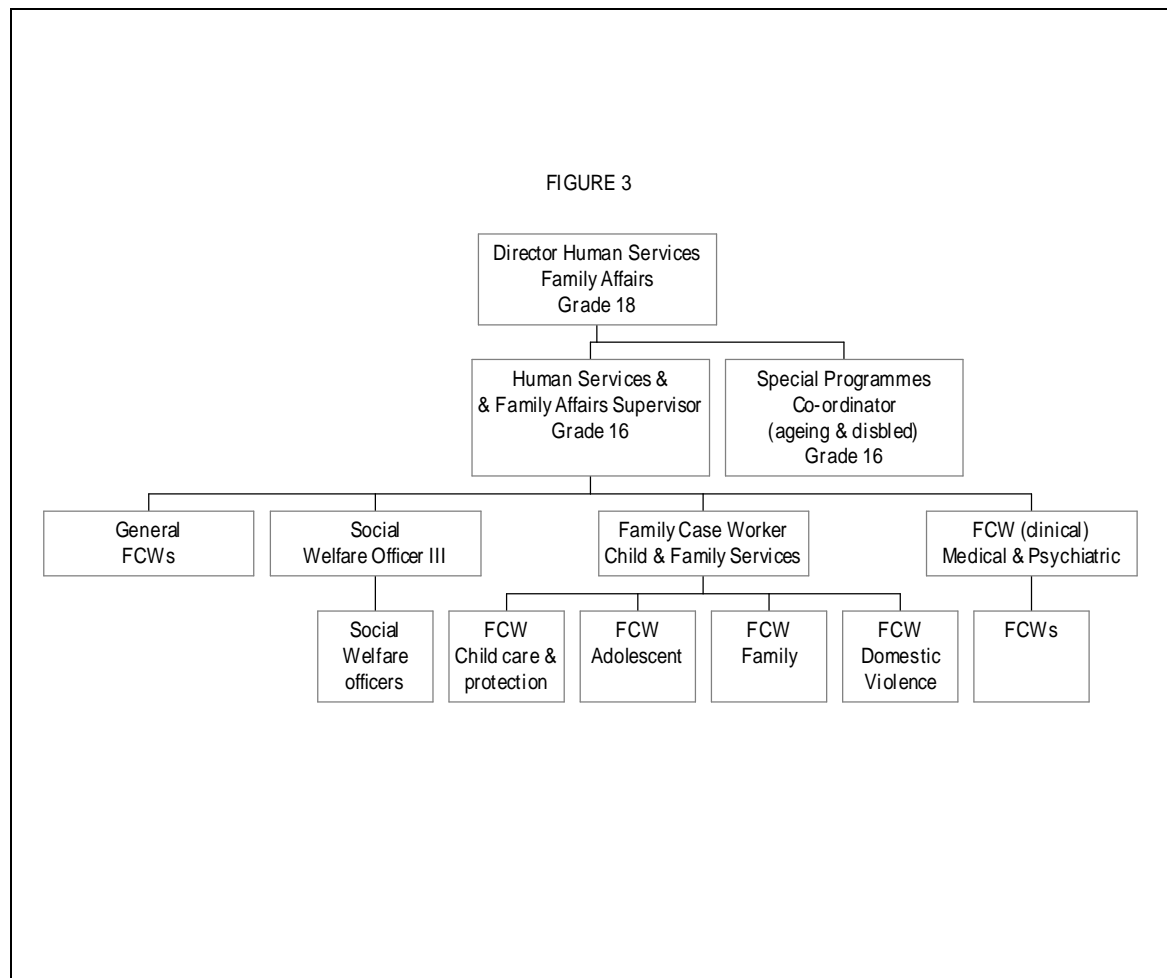 FIGURE 3
Director Human Services
Family Affairs
Grade 18
Human Services &
& Family Affairs Supervisor
Grade 16
Special Programmes
Co-ordinator
(ageing & disbled)
Grade 16
General
FCWs
Social
Welfare Officer III
Family Case Worker
Child & Family Services
FCW (clinical)
Medical & Psychiatric
Social
Welfare
officers
FCW
Child care &
protection
FCW
Adolescent
FCW
Family
FCW
Domestic
Violence
FCWs